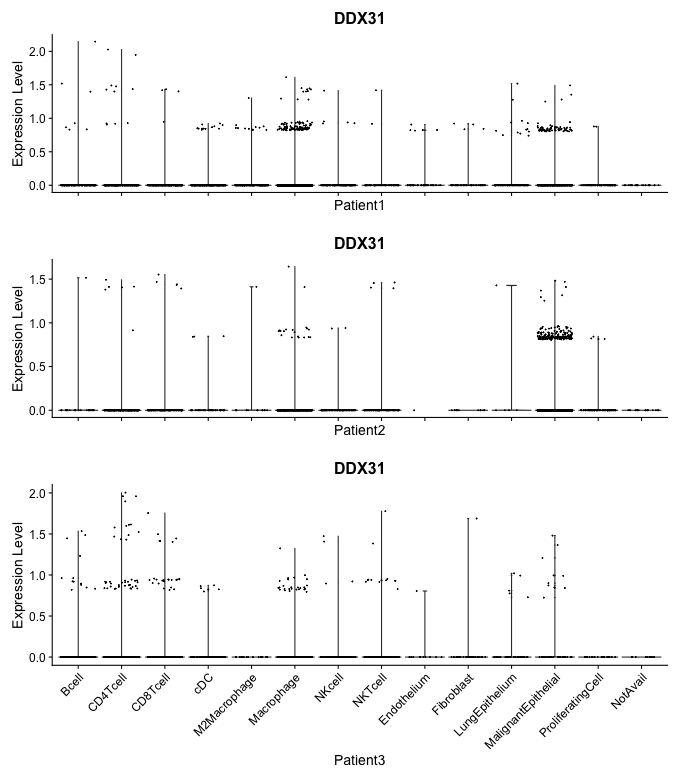 DDX31
Expression Level
2.0
1.5
1.0
0.5
0.0
Patient1
DDX31
Expression Level
1.5
1.0
0.5
0.0
Patient2
DDX31
Expression Level
2.0
1.5
1.0
0.5
0.0
Bcell
CD4Tcell
CD8Tcell
cDC
M2Macrophage
Macrophage
NKcell
NKTcell
Endothelium
Fibroblast
LungEpithelium
MalignantEpithelial
ProliferatingCell
NotAvail
Patient3